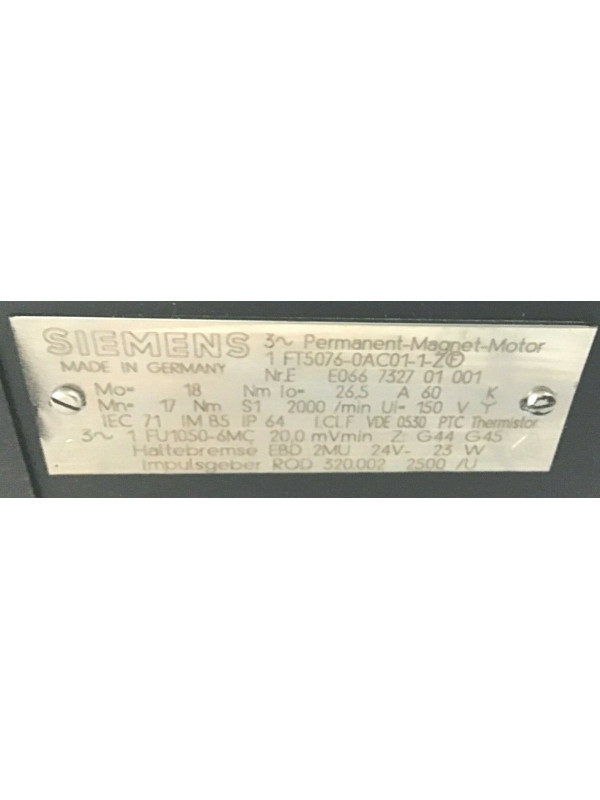 SIEMENS 3~ Permanent-Magnet-Motor
MADE IN GERMANY 1 FT5076-0AC01-1-Z Ⓔ
Nr.E E066 7327 01 001
Mo= 18 Nm Io= 26,5 A 60 K
Mn= 17 Nm S1 2000 /min Ui= 150 V Y
IEC 71 IM B5 IP 64 I.Cl.F VDE 0530 PTC Thermistor
3~ 1 FU1050-6MC 20,0 mVmin Z: G44 G45
Haltebremse EBD 2MU 24V- 23 W
Impulsgeber ROD 320.002 2500 /U